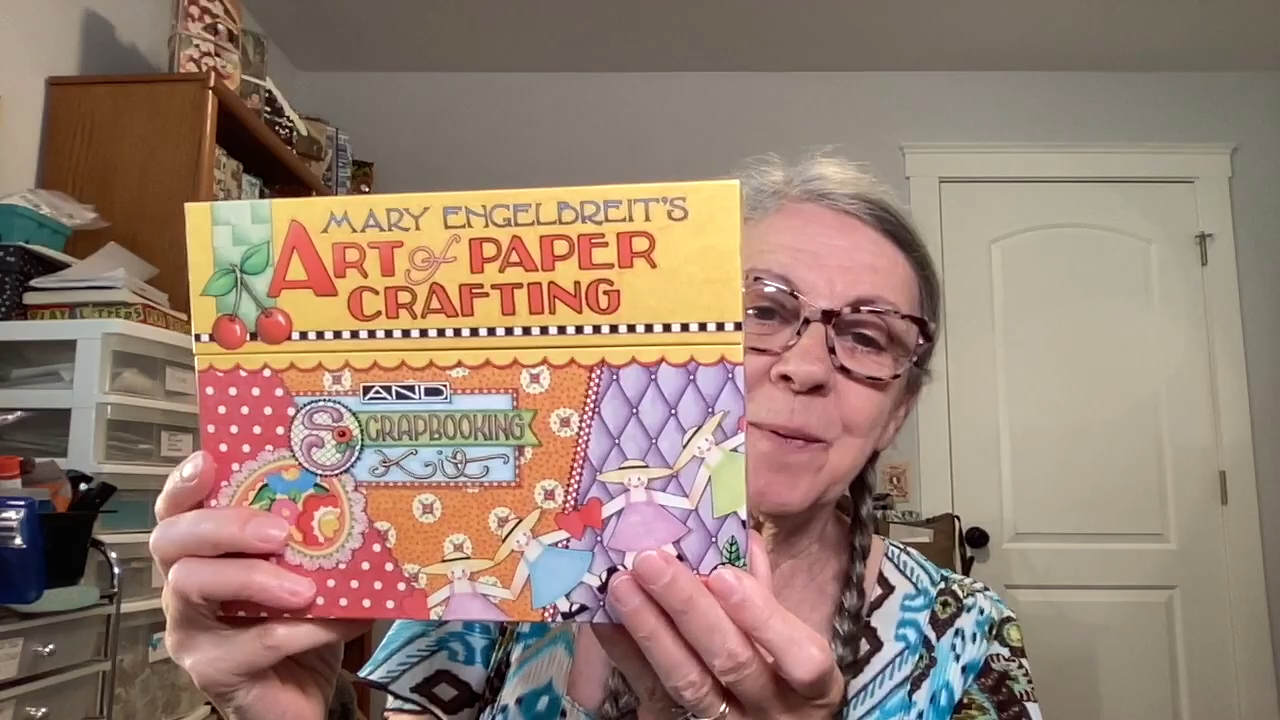 MARY ENGELBREIT'S
ART of PAPER
CRAFTING
AND
SCRAPBOOKING
Kit